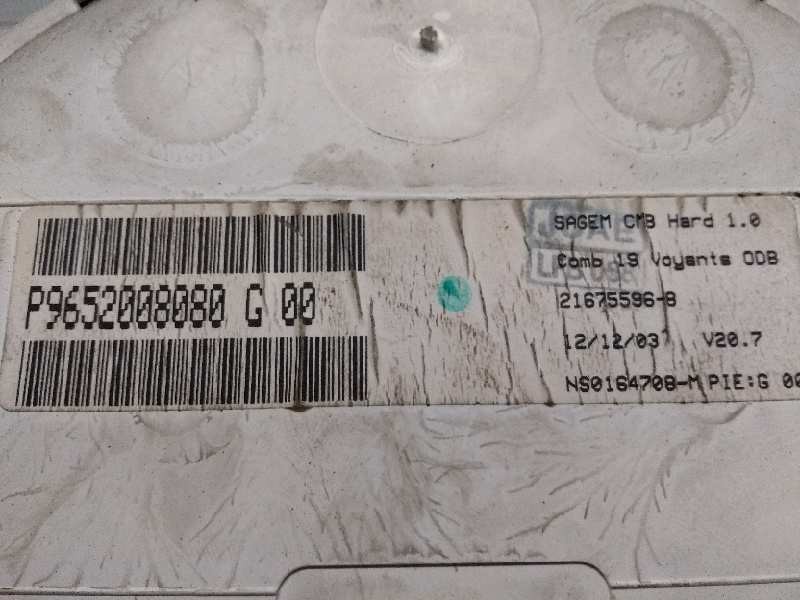 P9652008080 G 00
SAGEM CMB Hard 1.0
Comb 19 Voyants ODB
21675596-8
12/12/03 V20.7
NS0164708-M PIE:G 00